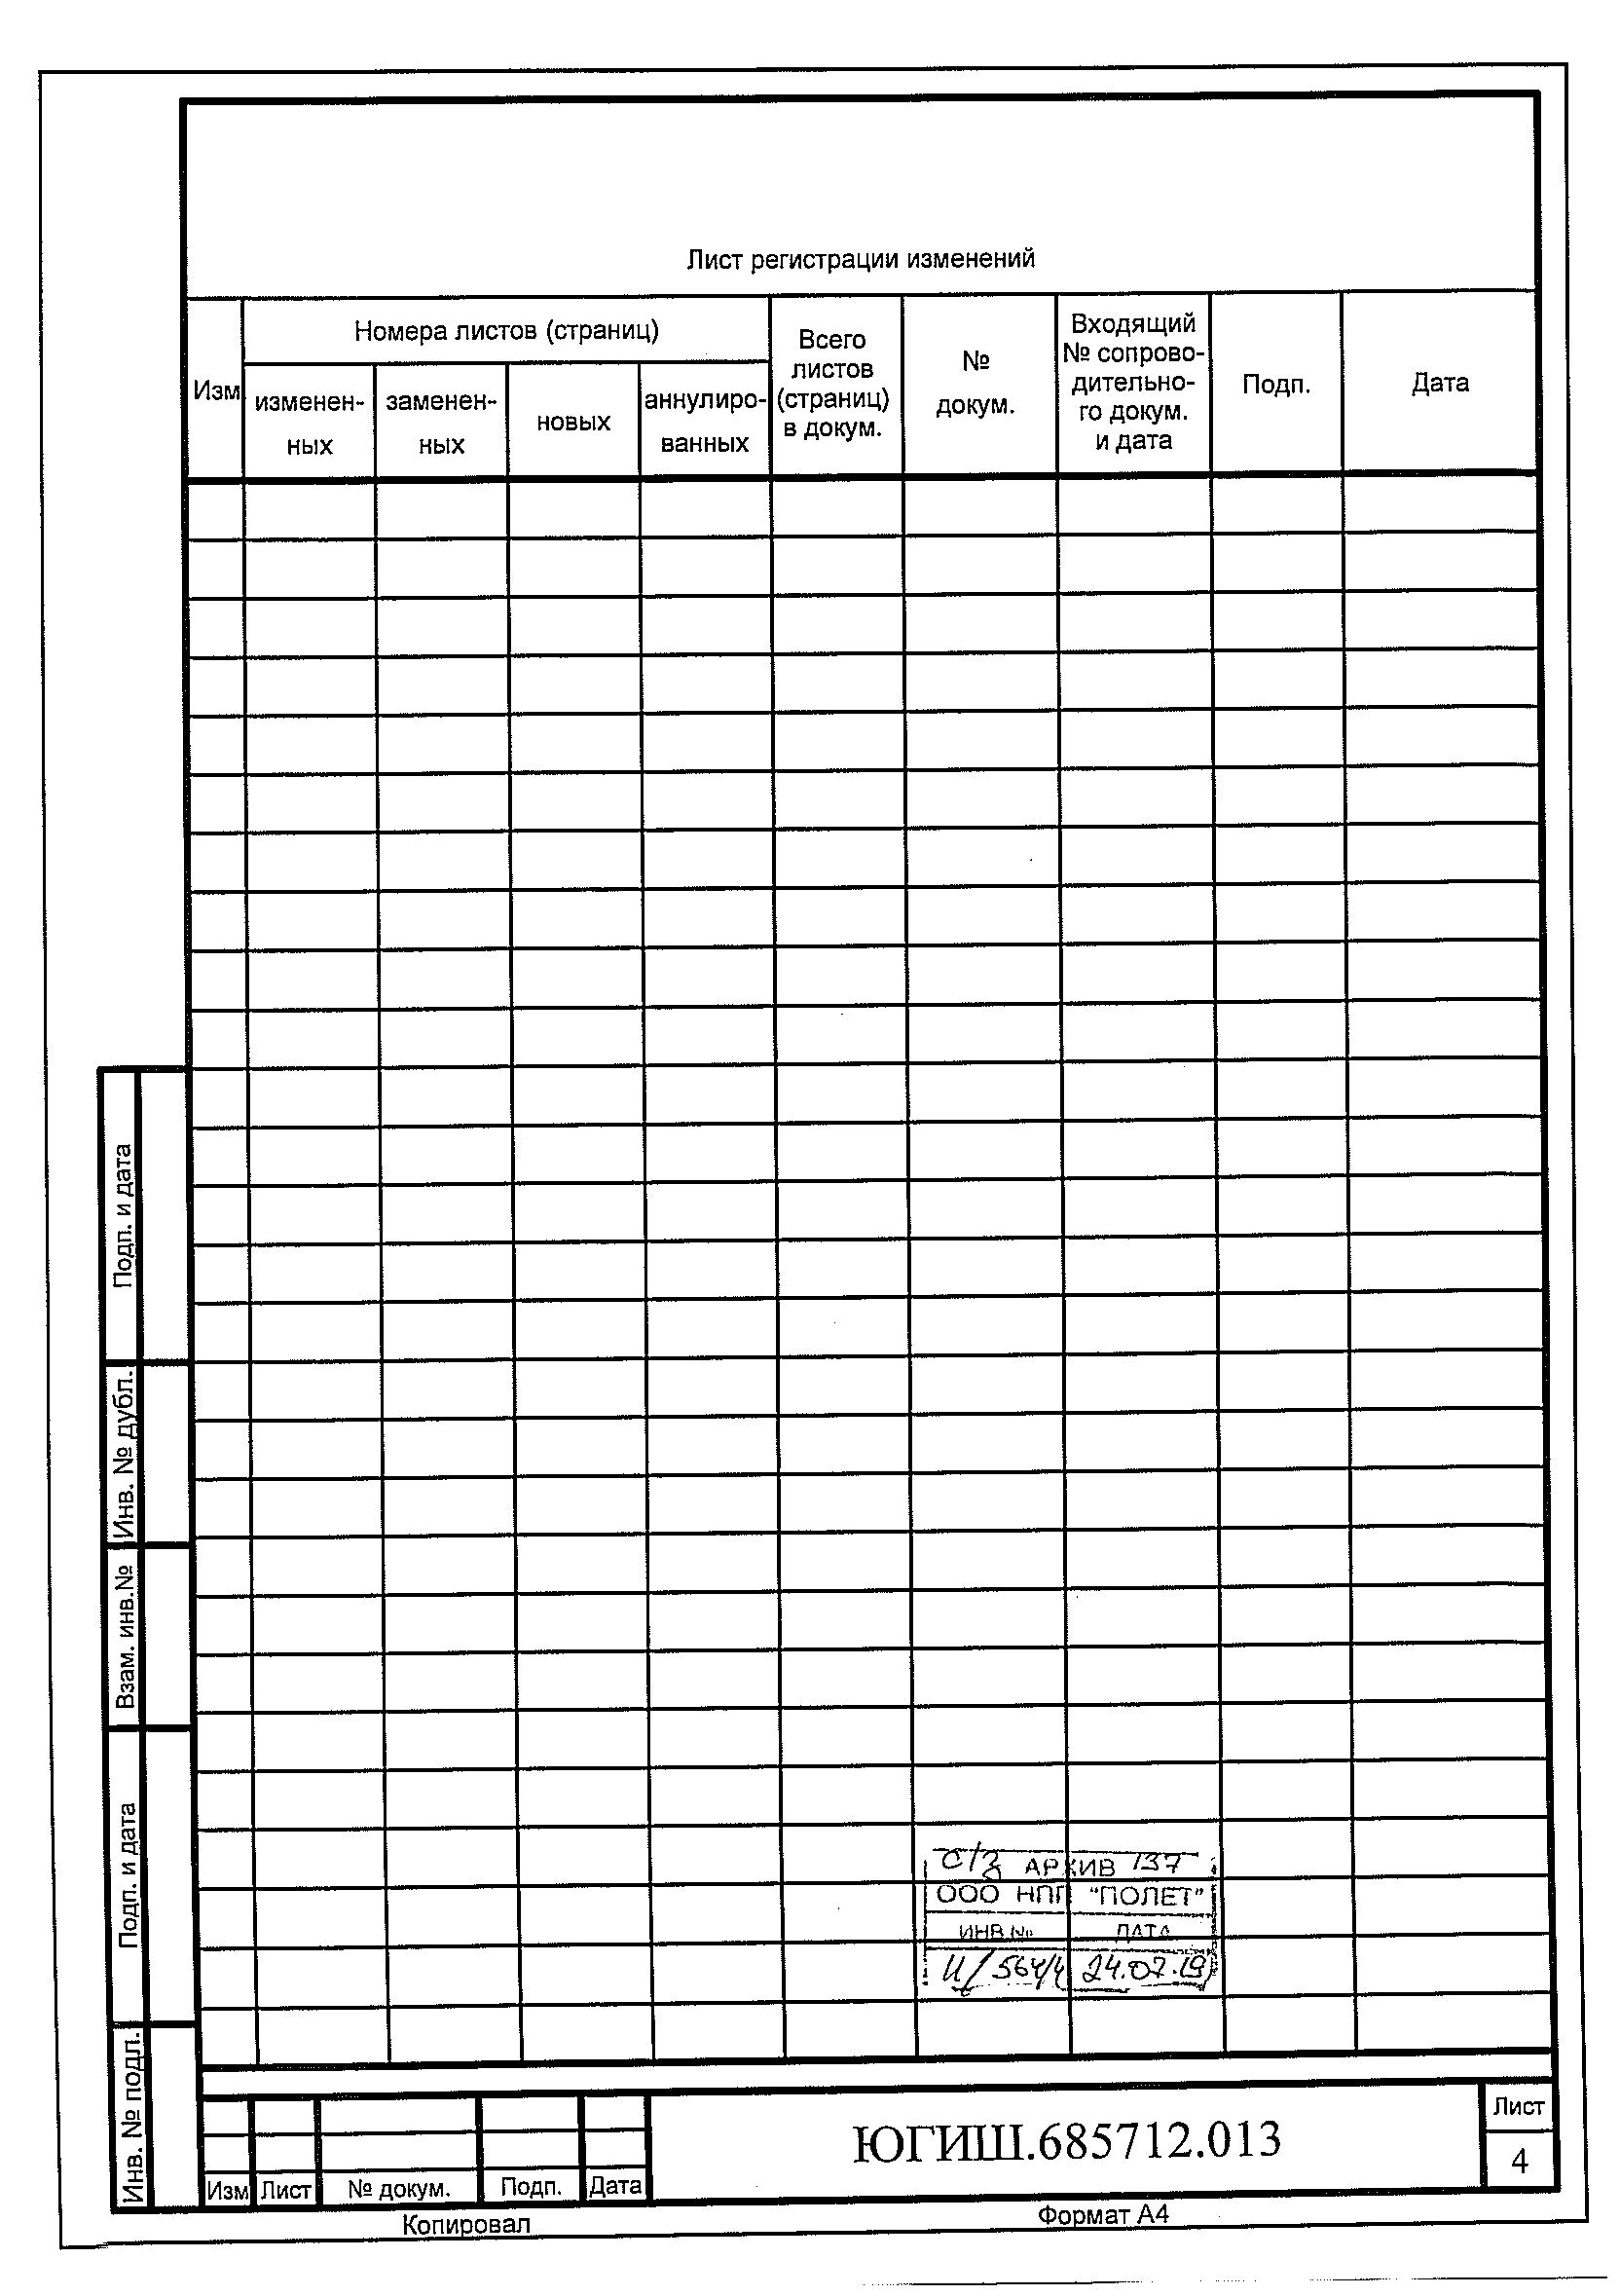 Лист регистрации изменений
Изм
Номера листов (страниц)
изменен-
ных
заменен-
ных
новых
аннулиро-
ванных
Всего
листов
(страниц)
в докум.
№
докум.
Входящий
№ сопрово-
дительно-
го докум.
и дата
Подп.
Дата
Подп. и дата
Инв. № дубл.
Взам. инв.№
Подп. и дата
Инв. № подл.
с/з АРХИВ 137
ООО НПП "ПОЛЕТ"
ИНВ.№ ДАТА
И/564/4 24.07.19
Изм Лист № докум. Подп. Дата
ЮГИШ.685712.013
Лист
4
Копировал Формат А4